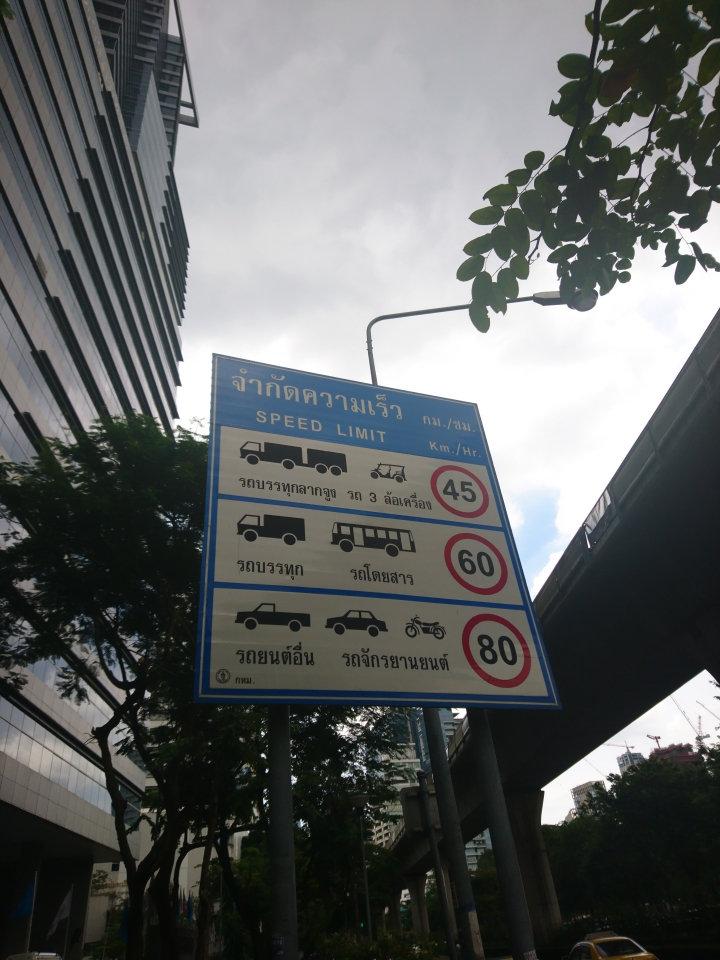 จำกัดความเร็ว กม./ชม.
SPEED LIMIT Km./Hr.
45
รถบรรทุกลากจูง รถ 3 ล้อเครื่อง
60
รถบรรทุก รถโดยสาร
80
รถยนต์อื่น รถจักรยานยนต์
กทม.